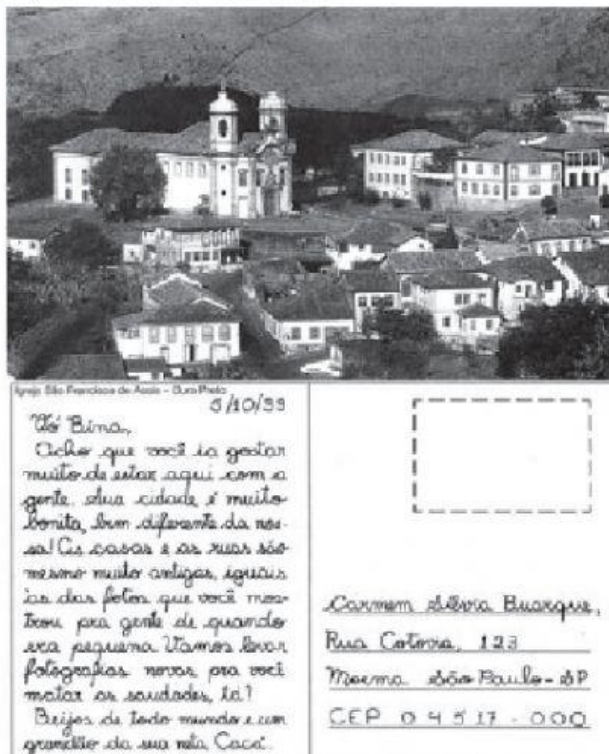 Igreja São Francisco de Assis - Ouro Preto
5/10/99
Vó Bina,
Acho que você ia gostar
muito de estar aqui com a
gente. Sua cidade é muito
bonita, bem diferente da nos-
sa! As casas e as ruas são
mesmo muito antigas, iguais
às das fotos que você mos-
trou pra gente de quando
era pequena. Vamos levar
fotografias novas pra você
matar as saudades, tá?
Beijos de todo mundo e um
grandão da sua neta Cacá.
Carmem Silvia Buarque,
Rua Cotovia, 123
Moema São Paulo - SP
CEP 04517-000